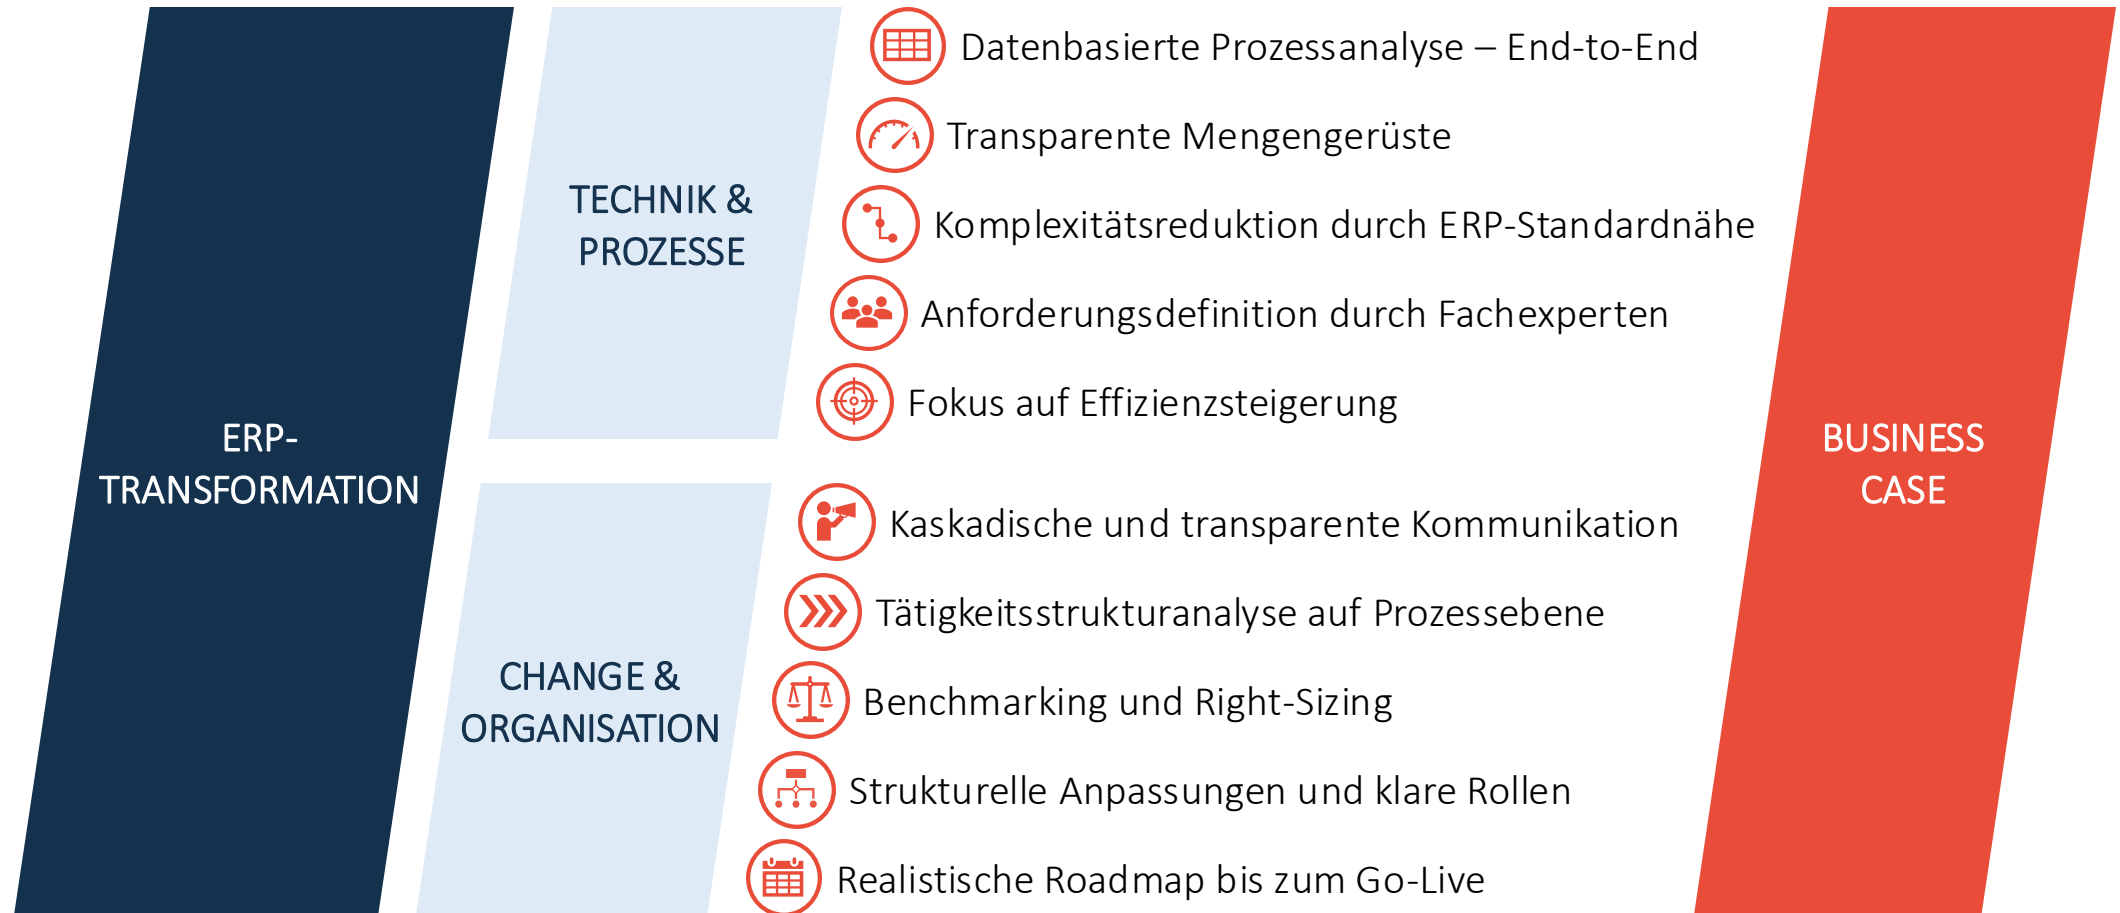 ERP-
TRANSFORMATION
TECHNIK &
PROZESSE
Datenbasierte Prozessanalyse – End-to-End
Transparente Mengengerüste
Komplexitätsreduktion durch ERP-Standardnähe
Anforderungsdefinition durch Fachexperten
Fokus auf Effizienzsteigerung
CHANGE &
ORGANISATION
Kaskadische und transparente Kommunikation
Tätigkeitsstrukturanalyse auf Prozessebene
Benchmarking und Right-Sizing
Strukturelle Anpassungen und klare Rollen
Realistische Roadmap bis zum Go-Live
BUSINESS
CASE